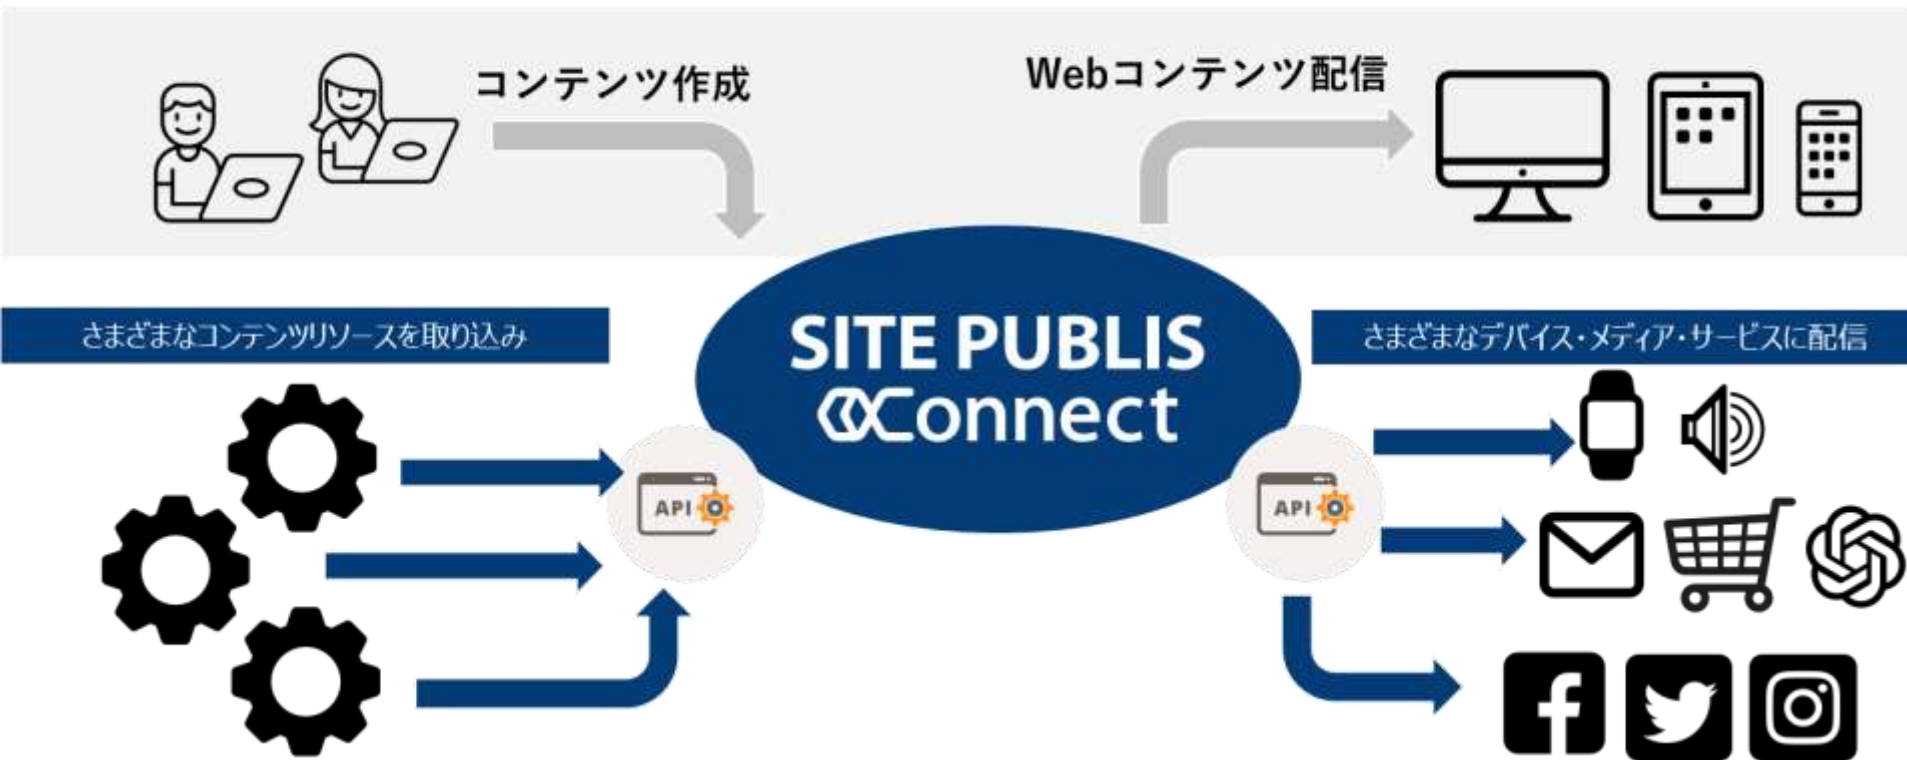 コンテンツ作成
Webコンテンツ配信
SITE PUBLIS
Connect
さまざまなコンテンツリソースを取り込み
さまざまなデバイス・メディア・サービスに配信
API
API